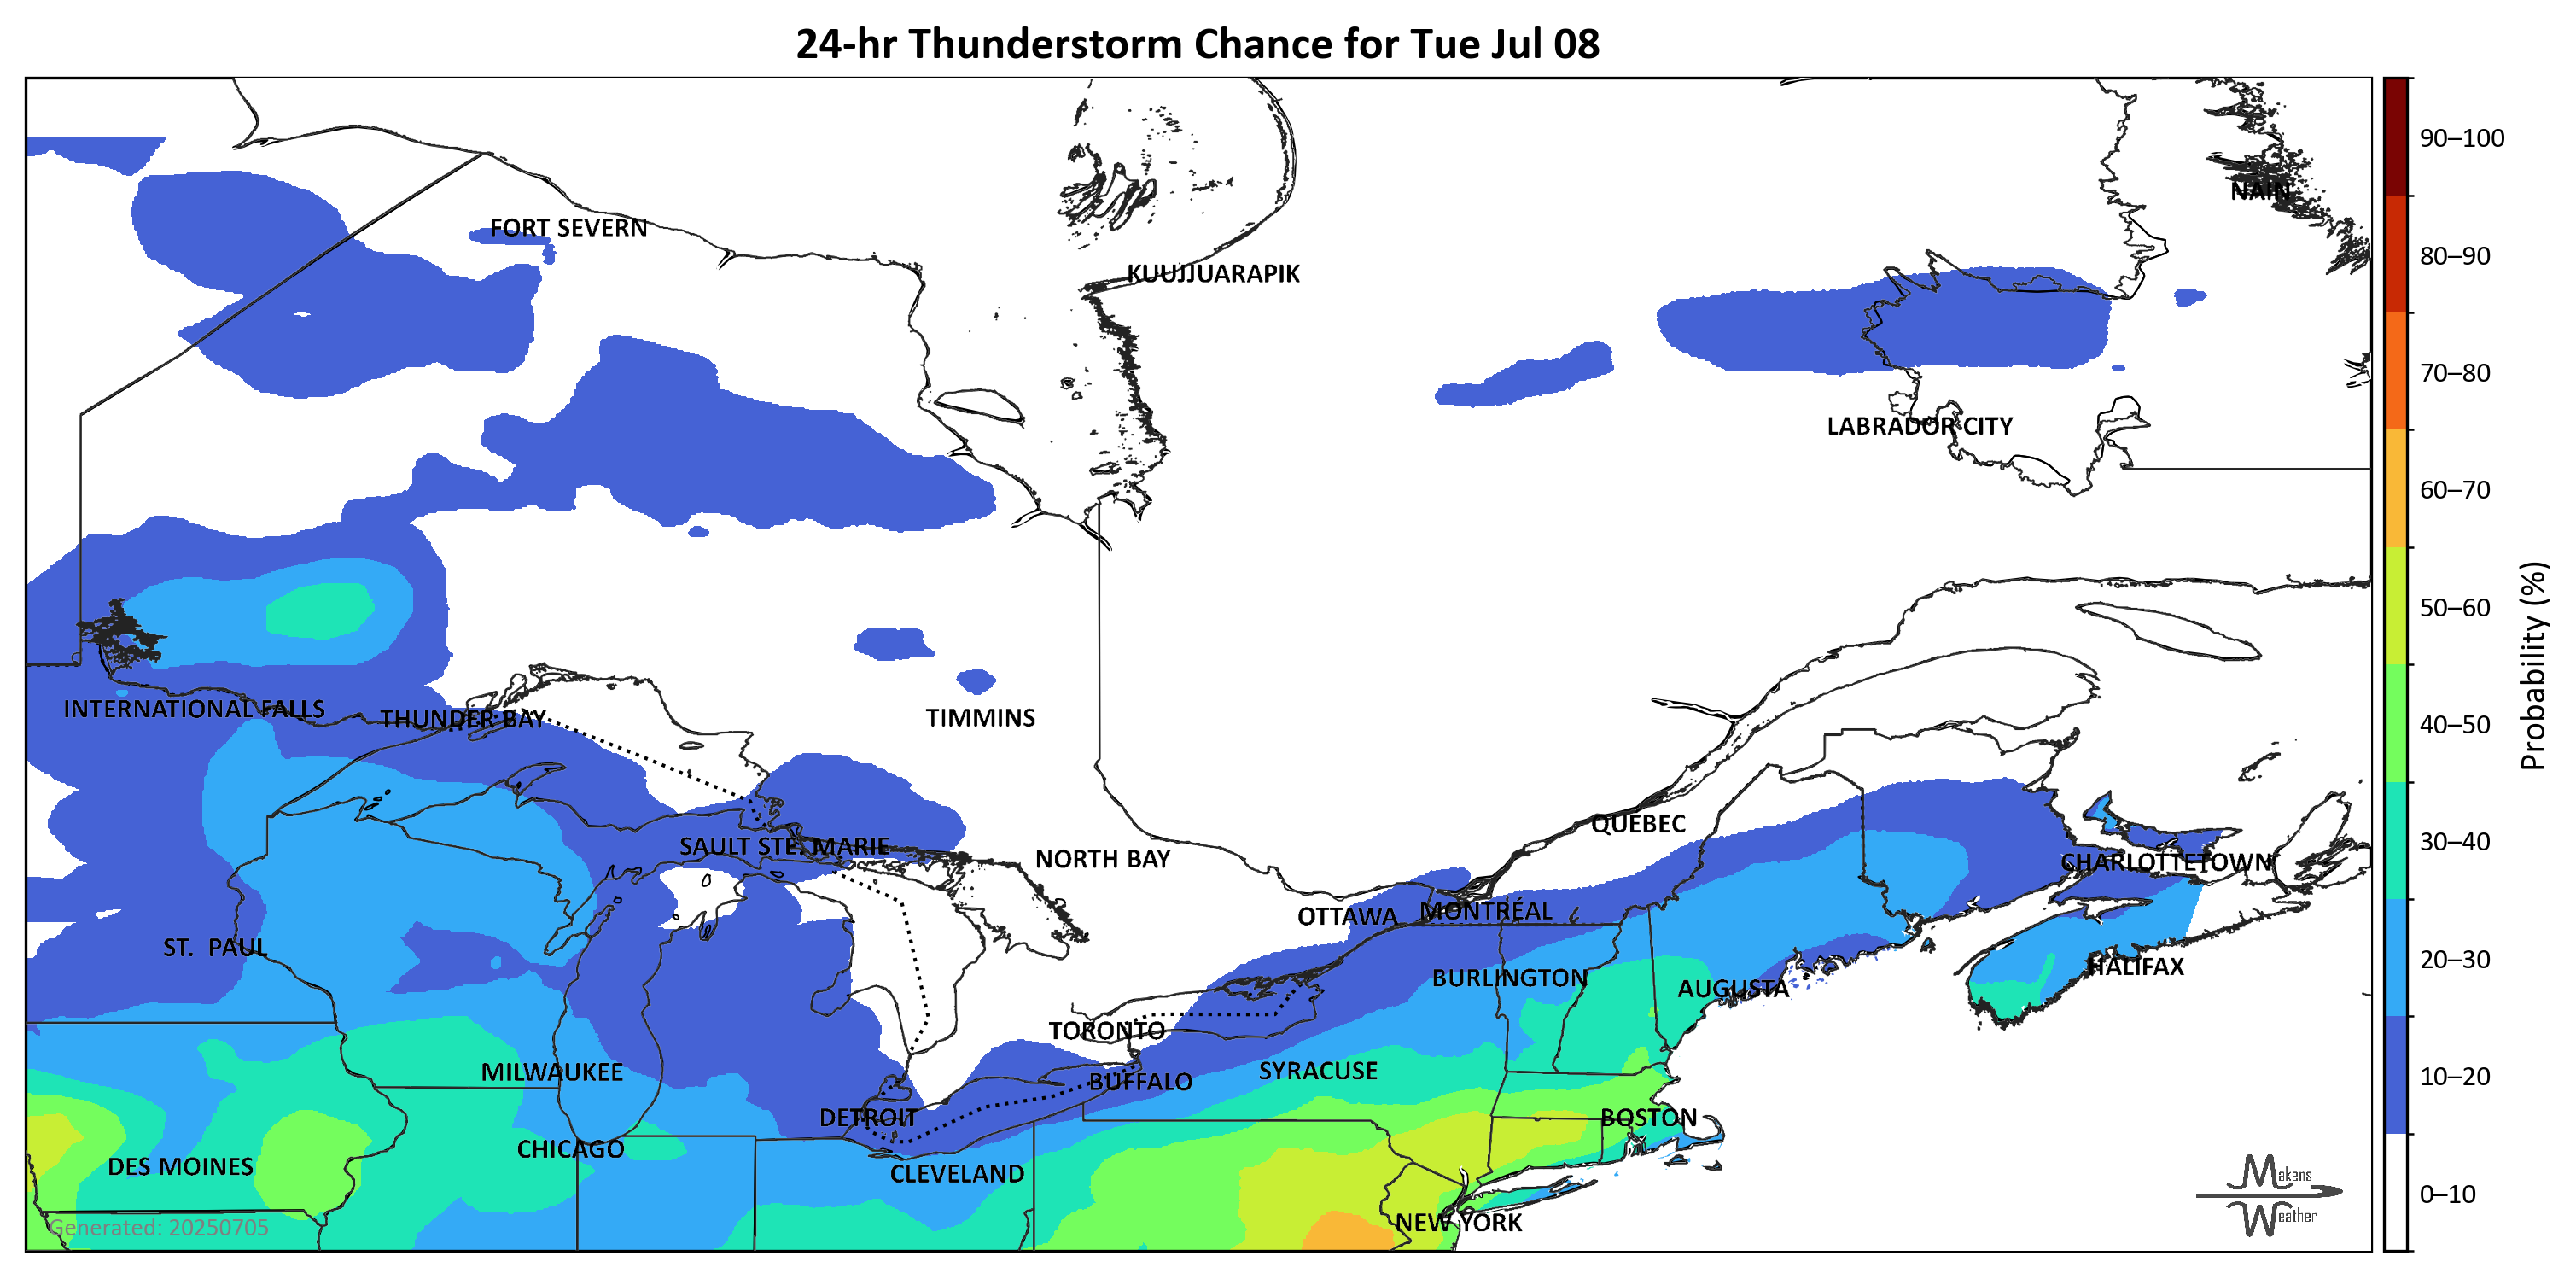 24-hr Thunderstorm Chance for Tue Jul 08
90–100
NAIN
FORT SEVERN
80–90
KUUJJUARAPIK
70–80
LABRADOR CITY
60–70
50–60
Probability (%)
INTERNATIONAL FALLS
THUNDER BAY
TIMMINS
40–50
QUEBEC
SAULT STE. MARIE
NORTH BAY
CHARLOTTETOWN
30–40
OTTAWA
MONTRÉAL
ST. PAUL
HALIFAX
20–30
BURLINGTON
AUGUSTA
TORONTO
MILWAUKEE
SYRACUSE
BUFFALO
10–20
DETROIT
BOSTON
CHICAGO
DES MOINES
CLEVELAND
Makens
Weather
0–10
NEW YORK
Generated: 20250705